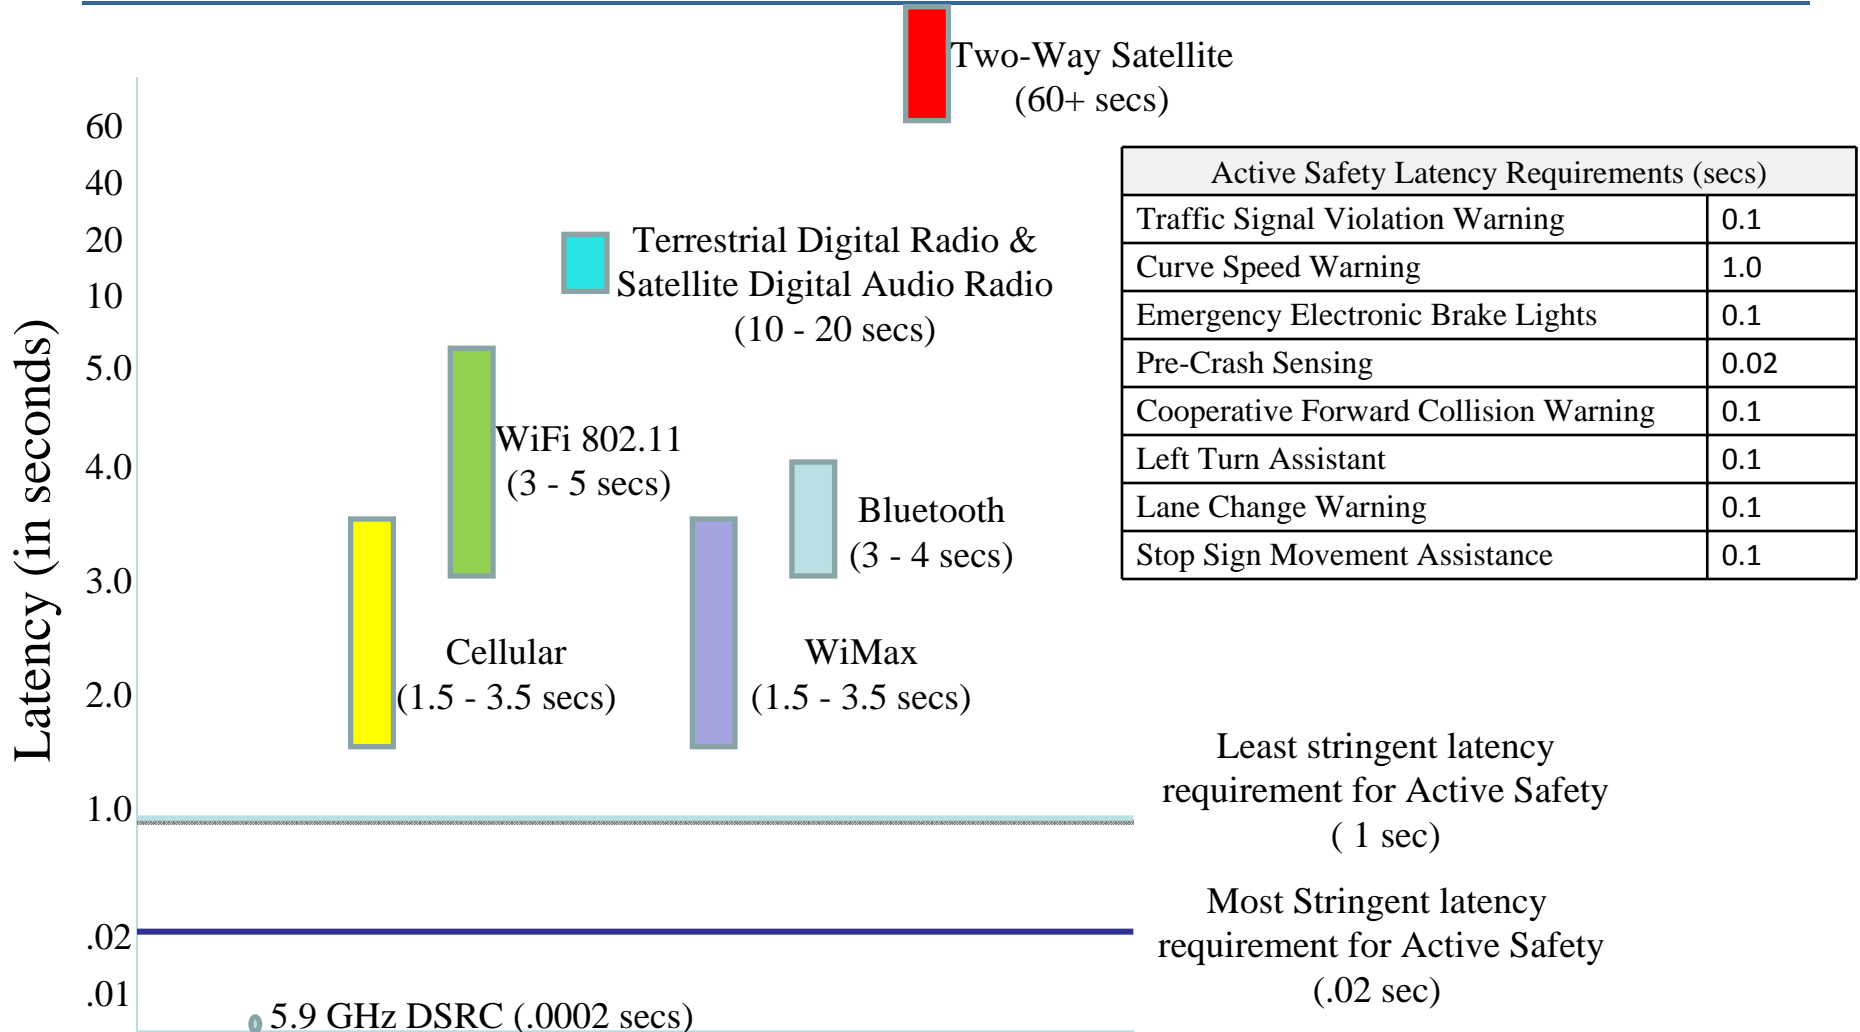 Two-Way Satellite
(60+ secs)
60
40
20
10
5.0
4.0
3.0
2.0
1.0
.02
.01
Latency (in seconds)
Terrestrial Digital Radio &
Satellite Digital Audio Radio
(10 - 20 secs)
WiFi 802.11
(3 - 5 secs)
Bluetooth
(3 - 4 secs)
Cellular
(1.5 - 3.5 secs)
WiMax
(1.5 - 3.5 secs)
Active Safety Latency Requirements (secs)
Traffic Signal Violation Warning 0.1
Curve Speed Warning 1.0
Emergency Electronic Brake Lights 0.1
Pre-Crash Sensing 0.02
Cooperative Forward Collision Warning 0.1
Left Turn Assistant 0.1
Lane Change Warning 0.1
Stop Sign Movement Assistance 0.1
Least stringent latency
requirement for Active Safety
( 1 sec)
Most Stringent latency
requirement for Active Safety
(.02 sec)
5.9 GHz DSRC (.0002 secs)